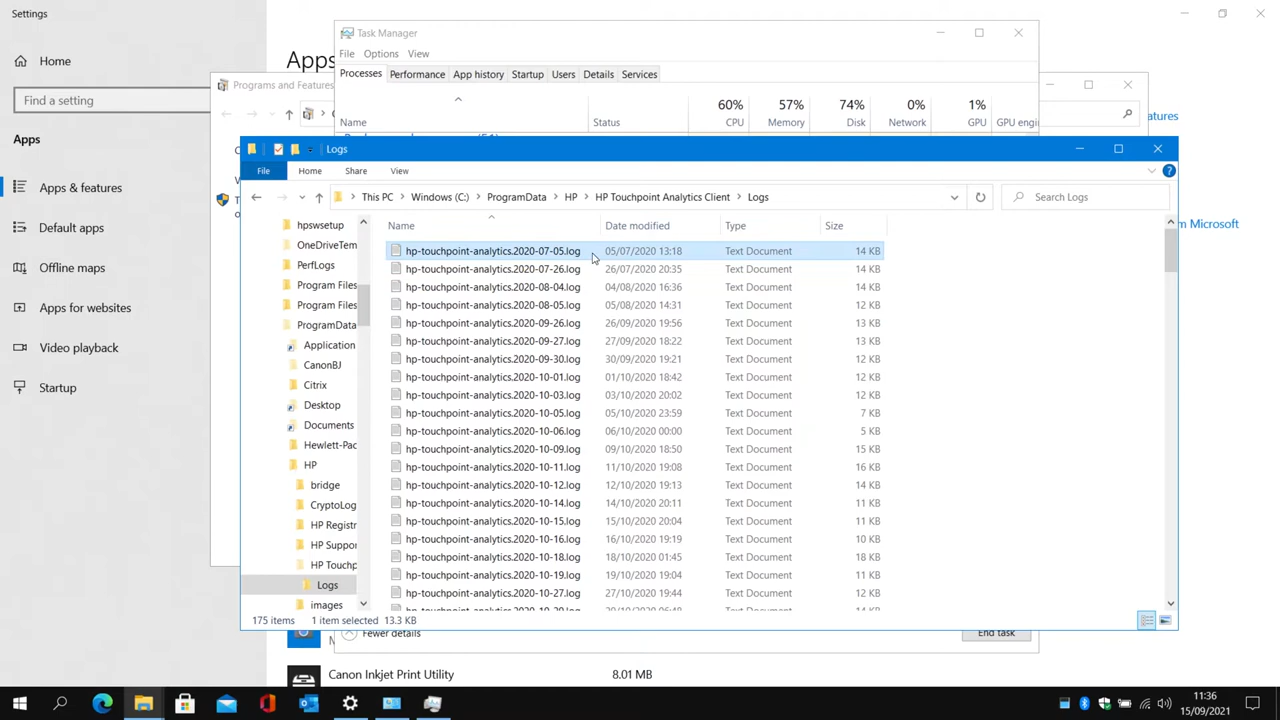 Settings
Home
Find a setting
Apps
Apps & features
Default apps
Offline maps
Apps for websites
Video playback
Startup
Apps
Programs and Features
Task Manager
File Options View
Processes Performance App history Startup Users Details Services
60% 57% 74% 0% 1%
Name Status CPU Memory Disk Network GPU GPU engin
Logs
File Home Share View
This PC > Windows (C:) > ProgramData > HP > HP Touchpoint Analytics Client > Logs
Search Logs
hpswsetup
OneDriveTem
PerfLogs
Program Files
Program Files
ProgramData
Application
CanonBJ
Citrix
Desktop
Documents
Hewlett-Pac
HP
bridge
CryptoLog
HP Registr
HP Suppor
HP Touchp
Logs
images
Name Date modified Type Size
hp-touchpoint-analytics.2020-07-05.log 05/07/2020 13:18 Text Document 14 KB
hp-touchpoint-analytics.2020-07-26.log 26/07/2020 20:35 Text Document 14 KB
hp-touchpoint-analytics.2020-08-04.log 04/08/2020 16:36 Text Document 14 KB
hp-touchpoint-analytics.2020-08-05.log 05/08/2020 14:31 Text Document 12 KB
hp-touchpoint-analytics.2020-09-26.log 26/09/2020 19:56 Text Document 13 KB
hp-touchpoint-analytics.2020-09-27.log 27/09/2020 18:22 Text Document 13 KB
hp-touchpoint-analytics.2020-09-30.log 30/09/2020 19:21 Text Document 12 KB
hp-touchpoint-analytics.2020-10-01.log 01/10/2020 18:42 Text Document 12 KB
hp-touchpoint-analytics.2020-10-03.log 03/10/2020 20:02 Text Document 12 KB
hp-touchpoint-analytics.2020-10-05.log 05/10/2020 23:59 Text Document 7 KB
hp-touchpoint-analytics.2020-10-06.log 06/10/2020 00:00 Text Document 5 KB
hp-touchpoint-analytics.2020-10-09.log 09/10/2020 18:50 Text Document 15 KB
hp-touchpoint-analytics.2020-10-11.log 11/10/2020 19:08 Text Document 16 KB
hp-touchpoint-analytics.2020-10-12.log 12/10/2020 19:13 Text Document 14 KB
hp-touchpoint-analytics.2020-10-14.log 14/10/2020 20:11 Text Document 11 KB
hp-touchpoint-analytics.2020-10-15.log 15/10/2020 20:04 Text Document 11 KB
hp-touchpoint-analytics.2020-10-16.log 16/10/2020 19:19 Text Document 10 KB
hp-touchpoint-analytics.2020-10-18.log 18/10/2020 01:45 Text Document 18 KB
hp-touchpoint-analytics.2020-10-19.log 19/10/2020 19:04 Text Document 11 KB
hp-touchpoint-analytics.2020-10-27.log 27/10/2020 19:44 Text Document 12 KB
175 items 1 item selected 13.3 KB
Fewer details
End task
Canon Inkjet Print Utility 8.01 MB
atures
m Microsoft
11:36
15/09/2021